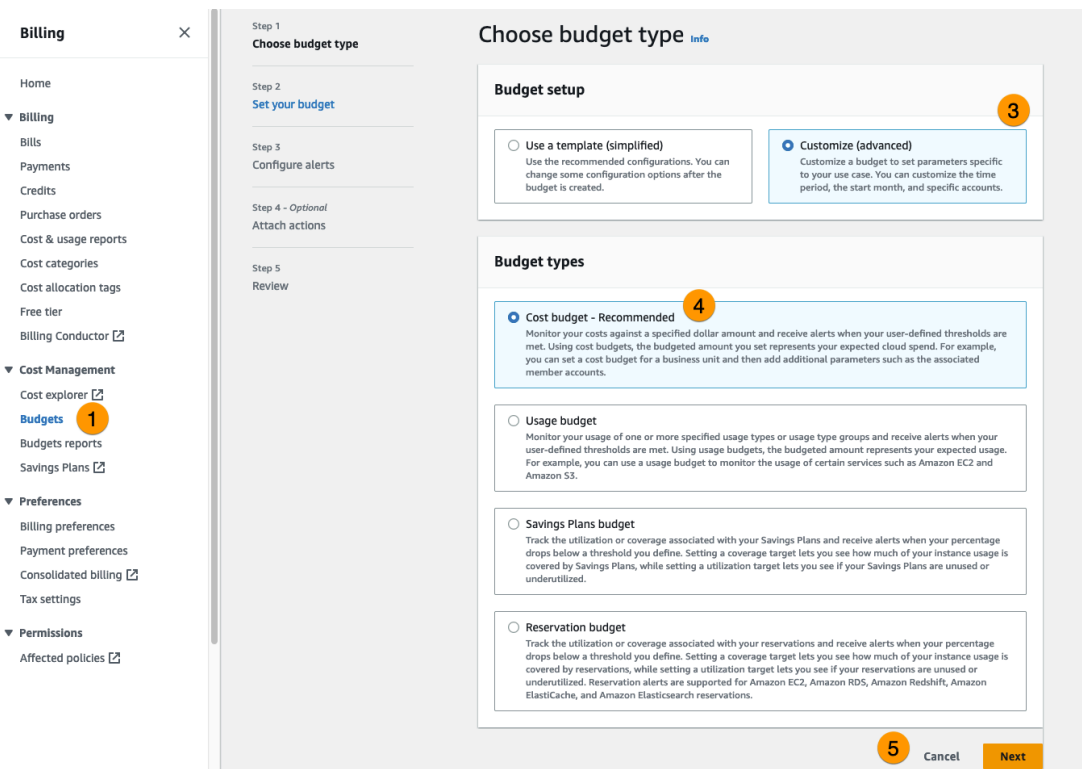 Billing
Home
Billing
Bills
Payments
Credits
Purchase orders
Cost & usage reports
Cost categories
Cost allocation tags
Free tier
Billing Conductor
Cost Management
Cost explorer
Budgets 1
Budgets reports
Savings Plans
Preferences
Billing preferences
Payment preferences
Consolidated billing
Tax settings
Permissions
Affected policies
Step 1
Choose budget type
Step 2
Set your budget
Step 3
Configure alerts
Step 4 - Optional
Attach actions
Step 5
Review
Choose budget type Info
Budget setup
3
Use a template (simplified)
Use the recommended configurations. You can
change some configuration options after the
budget is created.
Customize (advanced)
Customize a budget to set parameters specific
to your use case. You can customize the time
period, the start month, and specific accounts.
Budget types
Cost budget - Recommended 4
Monitor your costs against a specified dollar amount and receive alerts when your user-defined thresholds are
met. Using cost budgets, the budgeted amount you set represents your expected cloud spend. For example,
you can set a cost budget for a business unit and then add additional parameters such as the associated
member accounts.
Usage budget
Monitor your usage of one or more specified usage types or usage type groups and receive alerts when your
user-defined thresholds are met. Using usage budgets, the budgeted amount represents your expected usage.
For example, you can use a usage budget to monitor the usage of certain services such as Amazon EC2 and
Amazon S3.
Savings Plans budget
Track the utilization or coverage associated with your Savings Plans and receive alerts when your percentage
drops below a threshold you define. Setting a coverage target lets you see how much of your instance usage is
covered by Savings Plans, while setting a utilization target lets you see if your Savings Plans are unused or
underutilized.
Reservation budget
Track the utilization or coverage associated with your reservations and receive alerts when your percentage
drops below a threshold you define. Setting a coverage target lets you see how much of your instance usage is
covered by reservations, while setting a utilization target lets you see if your reservations are unused or
underutilized. Reservation alerts are supported for Amazon EC2, Amazon RDS, Amazon Redshift, Amazon
ElastiCache, and Amazon Elasticsearch reservations.
5 Cancel Next